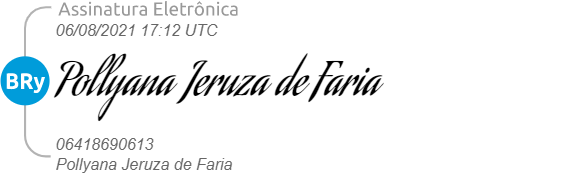 Assinatura Eletrônica
06/08/2021 17:12 UTC
BRy
Pollyana Jeruza de Faria
06418690613
Pollyana Jeruza de Faria